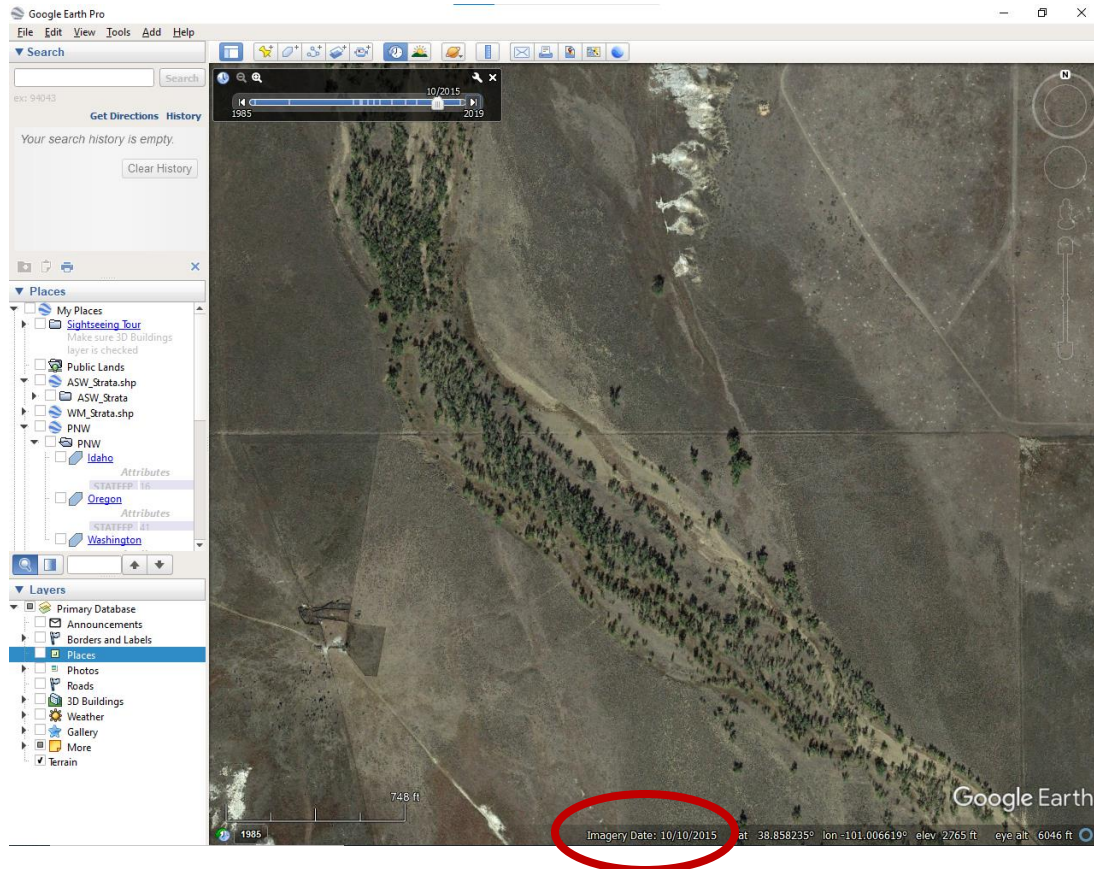 Google Earth Pro
File Edit View Tools Add Help
Search
Search
ex: 94043
Get Directions History
Your search history is empty.
Clear History
Places
My Places
Sightseeing Tour
Make sure 3D Buildings
layer is checked
Public Lands
ASW_Strata.shp
ASW_Strata
WM_Strata.shp
PNW
PNW
Idaho
Attributes
STATEFP 16
Oregon
Attributes
STATEFP 41
Washington
Layers
Primary Database
Announcements
Borders and Labels
Places
Photos
Roads
3D Buildings
Weather
Gallery
More
Terrain
10/2015
1985 2019
N
748 ft
Google Earth
1985
Imagery Date: 10/10/2015 at 38.858235° lon -101.006619° elev 2765 ft eye alt 6046 ft